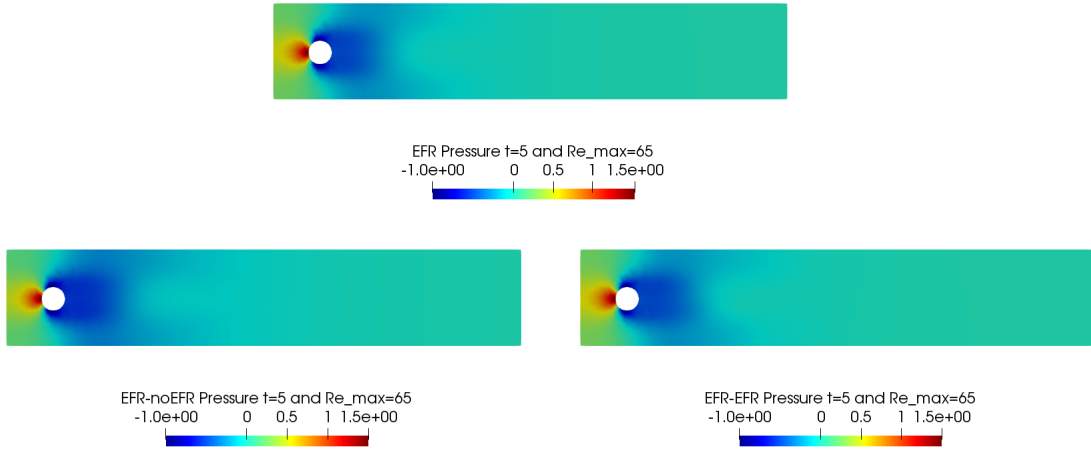 EFR Pressure t=5 and Re_max=65
-1.0e+00 0 0.5 1 1.5e+00
EFR-noEFR Pressure t=5 and Re_max=65
-1.0e+00 0 0.5 1 1.5e+00
EFR-EFR Pressure t=5 and Re_max=65
-1.0e+00 0 0.5 1 1.5e+00